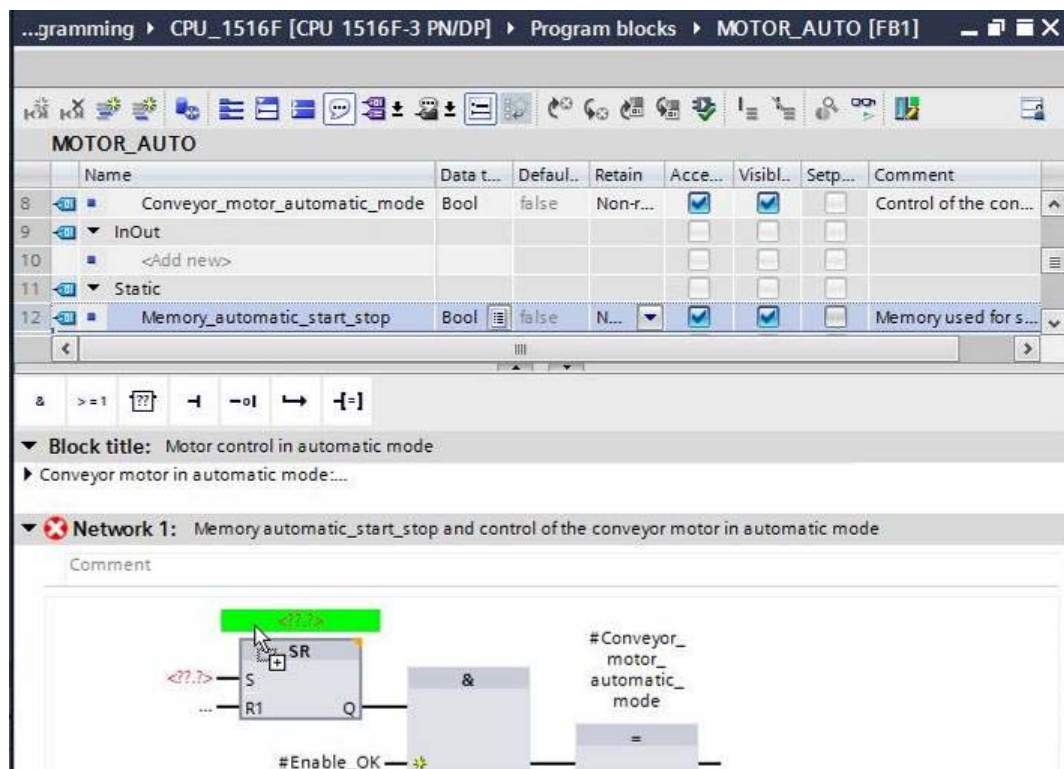 ...gramming ▸ CPU_1516F [CPU 1516F-3 PN/DP] ▸ Program blocks ▸ MOTOR_AUTO [FB1]
MOTOR_AUTO
Name Data t... Defaul.. Retain Acce... Visibl.. Setp... Comment
8 Conveyor_motor_automatic_mode Bool false Non-r... Control of the con...
9 InOut
10 <Add new>
11 Static
12 Memory_automatic_start_stop Bool false N... Memory used for s...
& >=1 ?? -| -o| ↦ -[=]
Block title: Motor control in automatic mode
Conveyor motor in automatic mode:...
Network 1: Memory automatic_start_stop and control of the conveyor motor in automatic mode
Comment
<??.?>
SR
<??.?> S
... R1 Q
&
#Enable_OK
#Conveyor_
motor_
automatic_
mode
=